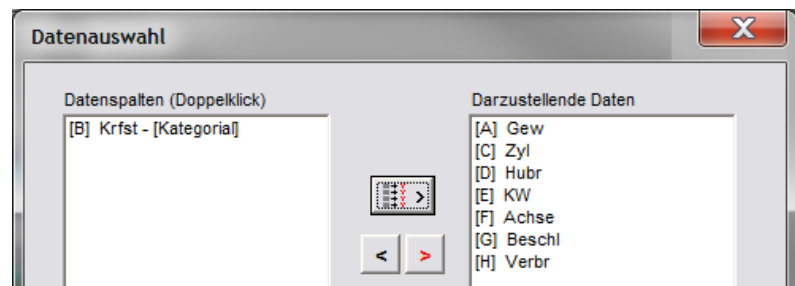 Datenauswahl
Datenspalten (Doppelklick)
[B] Krfst - [Kategorial]
Darzustellende Daten
[A] Gew
[C] Zyl
[D] Hubr
[E] KW
[F] Achse
[G] Beschl
[H] Verbr
>
< >